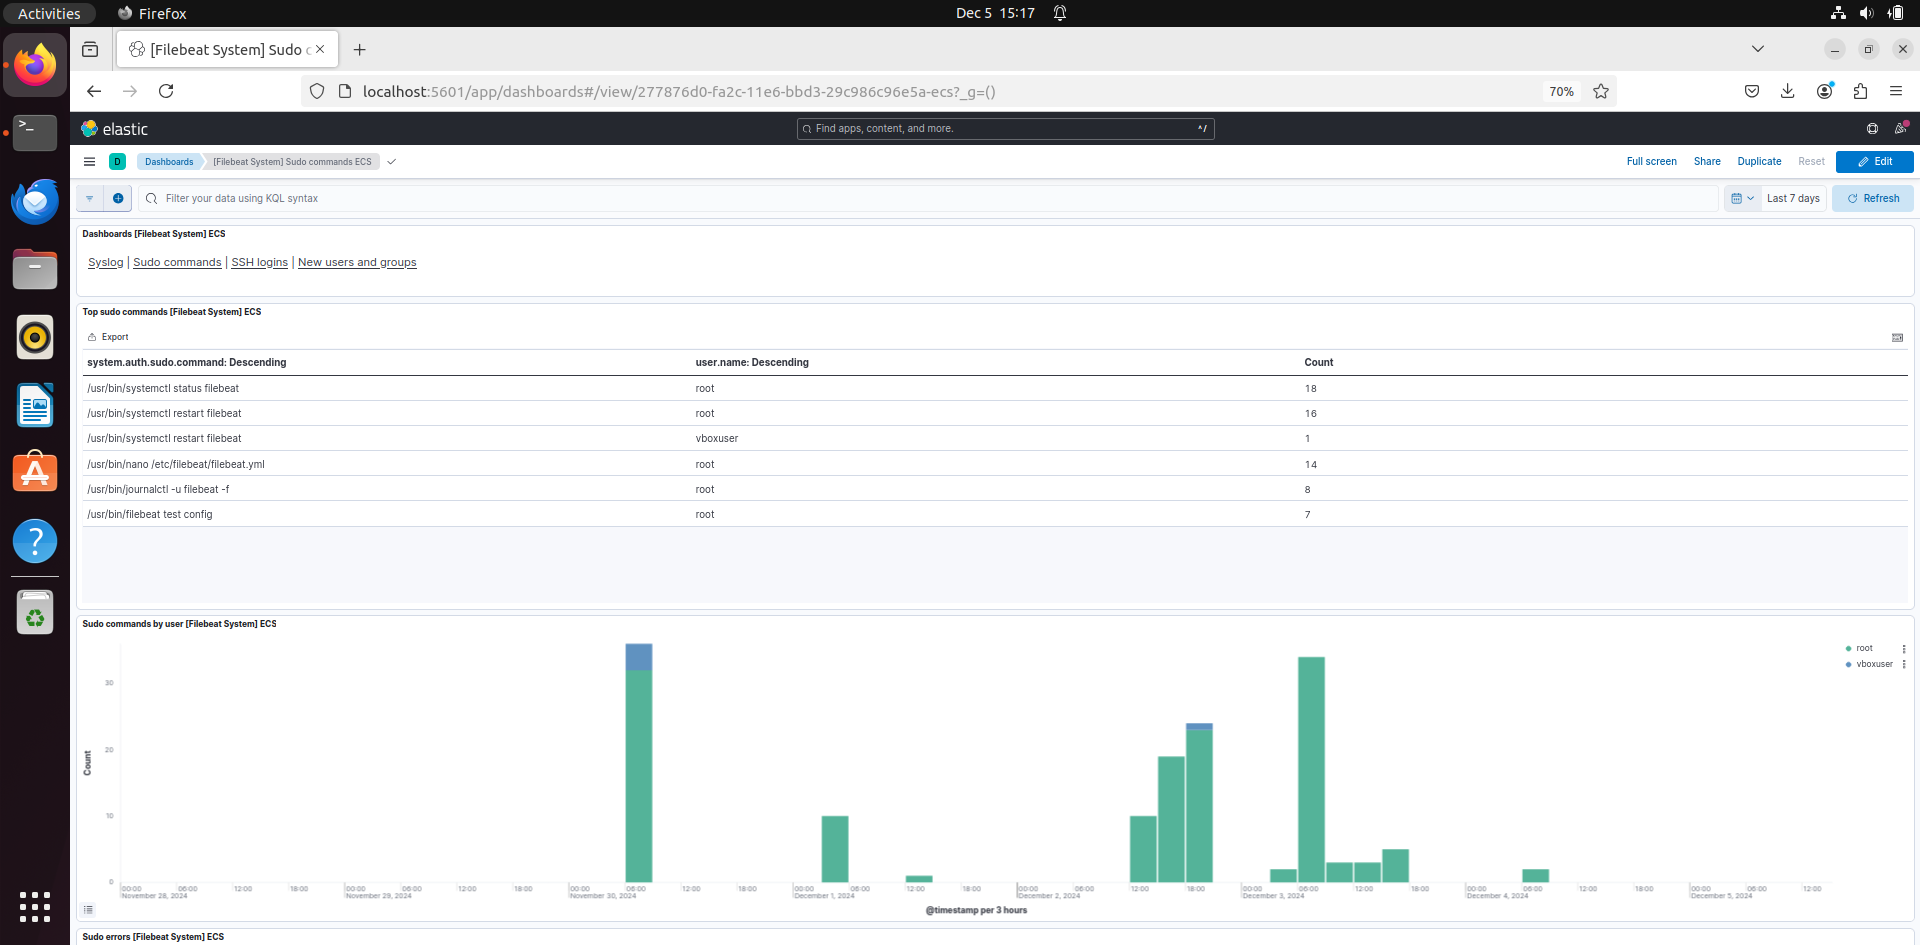 Activities Firefox Dec 5 15:17
[Filebeat System] Sudo c
localhost:5601/app/dashboards#/view/277876d0-fa2c-11e6-bbd3-29c986c96e5a-ecs?_g=() 70%
elastic Find apps, content, and more. ^/
D Dashboards [Filebeat System] Sudo commands ECS Full screen Share Duplicate Reset Edit
Filter your data using KQL syntax Last 7 days Refresh
Dashboards [Filebeat System] ECS
Syslog | Sudo commands | SSH logins | New users and groups
Top sudo commands [Filebeat System] ECS
Export
system.auth.sudo.command: Descending user.name: Descending Count
/usr/bin/systemctl status filebeat root 18
/usr/bin/systemctl restart filebeat root 16
/usr/bin/systemctl restart filebeat vboxuser 1
/usr/bin/nano /etc/filebeat/filebeat.yml root 14
/usr/bin/journalctl -u filebeat -f root 8
/usr/bin/filebeat test config root 7
Sudo commands by user [Filebeat System] ECS
root
vboxuser
30
20
10
0
Count
00:00 06:00 12:00 18:00 00:00 06:00 12:00 18:00 00:00 06:00 12:00 18:00 00:00 06:00 12:00 18:00 00:00 06:00 12:00 18:00 00:00 06:00 12:00 18:00 00:00 06:00 12:00 18:00 00:00 06:00 12:00
November 28, 2024 November 29, 2024 November 30, 2024 December 1, 2024 December 2, 2024 December 3, 2024 December 4, 2024 December 5, 2024
@timestamp per 3 hours
Sudo errors [Filebeat System] ECS